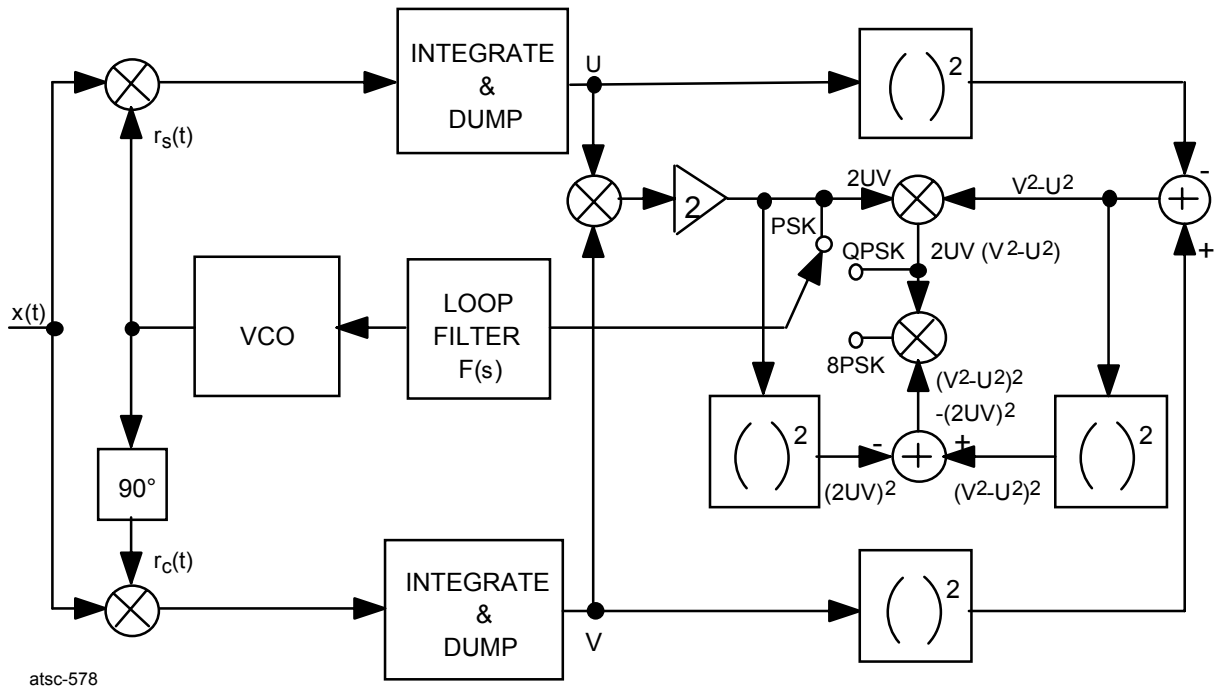 INTEGRATE
&
DUMP
U
( ) 2
rs(t)
-
2
2UV
V2-U2
+
PSK
QPSK
2UV (V2-U2)
x(t)
VCO
LOOP
FILTER
F(s)
8PSK
(V2-U2)2
-(2UV)2
90°
( ) 2
-
+
( ) 2
(2UV)2
(V2-U2)2
rc(t)
INTEGRATE
&
DUMP
V
( ) 2
atsc-578